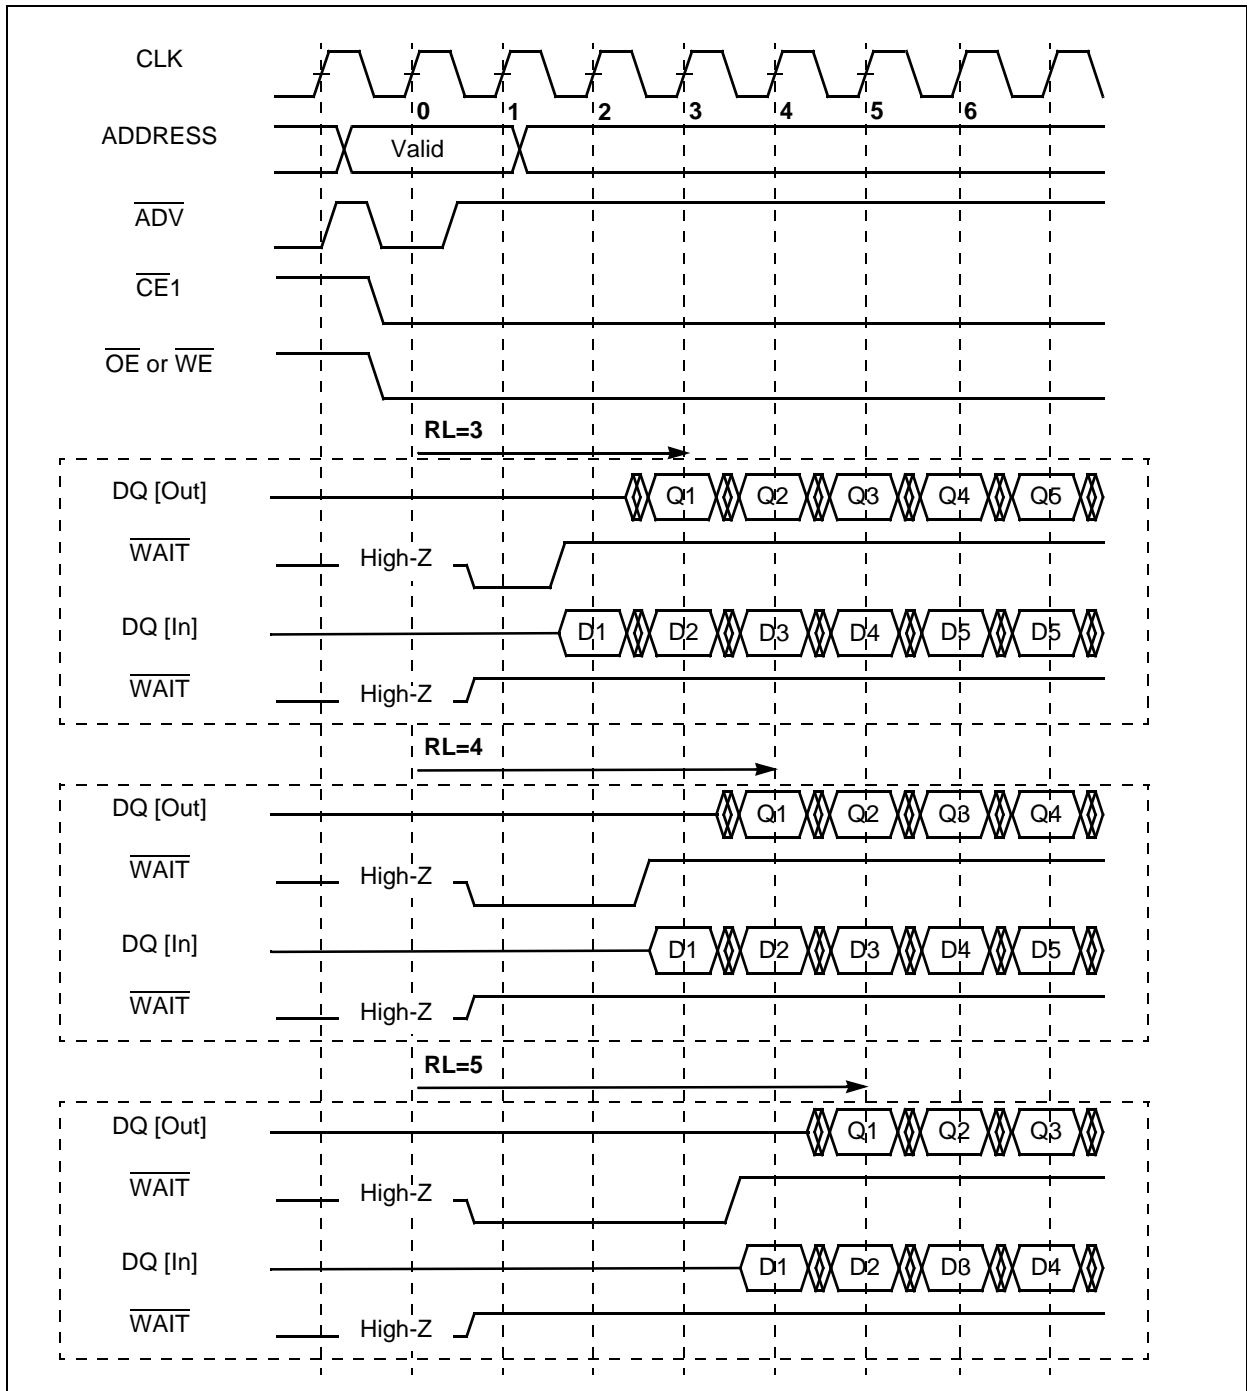 CLK
0 1 2 3 4 5 6
ADDRESS
Valid
ADV
CE1
OE or WE
RL=3
DQ [Out]
Q1 Q2 Q3 Q4 Q5
WAIT
High-Z
DQ [In]
D1 D2 D3 D4 D5 D5
WAIT
High-Z
RL=4
DQ [Out]
Q1 Q2 Q3 Q4
WAIT
High-Z
DQ [In]
D1 D2 D3 D4 D5
WAIT
High-Z
RL=5
DQ [Out]
Q1 Q2 Q3
WAIT
High-Z
DQ [In]
D1 D2 D3 D4
WAIT
High-Z